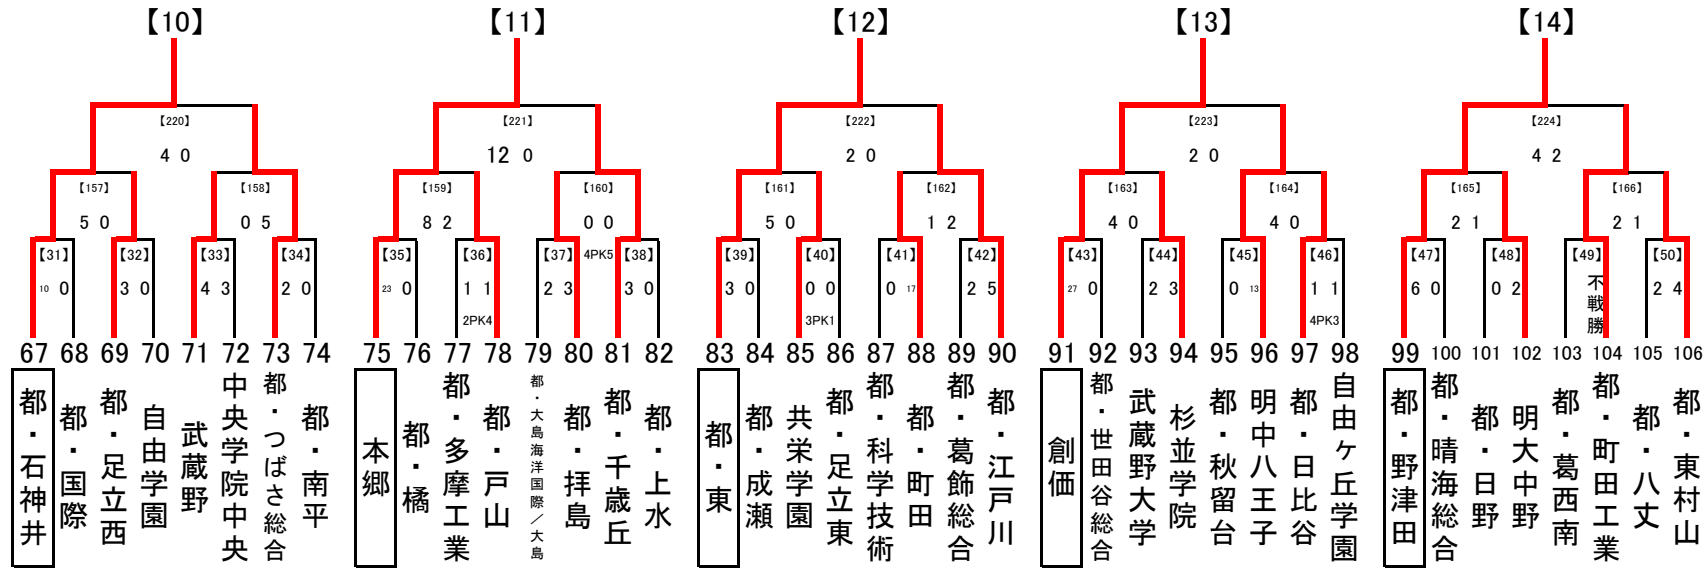 【10】 【11】 【12】 【13】 【14】
【220】 【221】 【222】 【223】 【224】
4 0 12 0 2 0 2 0 4 2
【157】 【158】 【159】 【160】 【161】 【162】 【163】 【164】 【165】 【166】
5 0 0 5 8 2 0 0 5 0 1 2 4 0 4 0 2 1 2 1
【31】 【32】 【33】 【34】 【35】 【36】 【37】 4PK5 【38】 【39】 【40】 【41】 【42】 【43】 【44】 【45】 【46】 【47】 【48】 【49】 【50】
10 0 3 0 4 3 2 0 23 0 1 1 2 3 3 0 3 0 0 0 0 17 2 5 27 0 2 3 0 13 1 1 6 0 0 2 不戦勝 2 4
2PK4 3PK1 4PK3
67 68 69 70 71 72 73 74 75 76 77 78 79 80 81 82 83 84 85 86 87 88 89 90 91 92 93 94 95 96 97 98 99 100 101 102 103 104 105 106
都・石神井
都・国際
都・足立西
自由学園
武蔵野
中央学院中央
都・つばさ総合
都・南平
本郷
都・橘
都・多摩工業
都・戸山
都・大島海洋国際／大島
都・拝島
都・千歳丘
都・上水
都・東
都・成瀬
共栄学園
都・足立東
都・科学技術
都・町田
都・葛飾総合
都・江戸川
創価
都・世田谷総合
武蔵野大学
杉並学院
都・秋留台
明中八王子
都・日比谷
自由ヶ丘学園
都・野津田
都・晴海総合
都・日野
明大中野
都・葛西南
都・町田工業
都・八丈
都・東村山